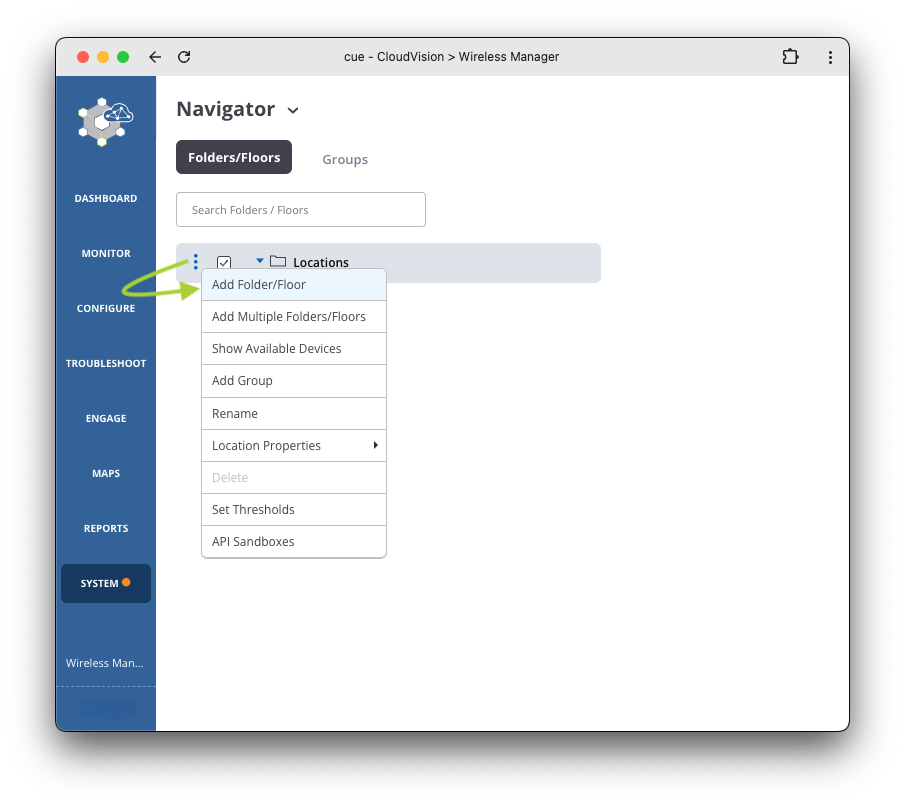 cue - CloudVision > Wireless Manager
Navigator
Folders/Floors
Groups
Search Folders / Floors
Locations
Add Folder/Floor
Add Multiple Folders/Floors
Show Available Devices
Add Group
Rename
Location Properties
Delete
Set Thresholds
API Sandboxes
DASHBOARD
MONITOR
CONFIGURE
TROUBLESHOOT
ENGAGE
MAPS
REPORTS
SYSTEM
Wireless Man...